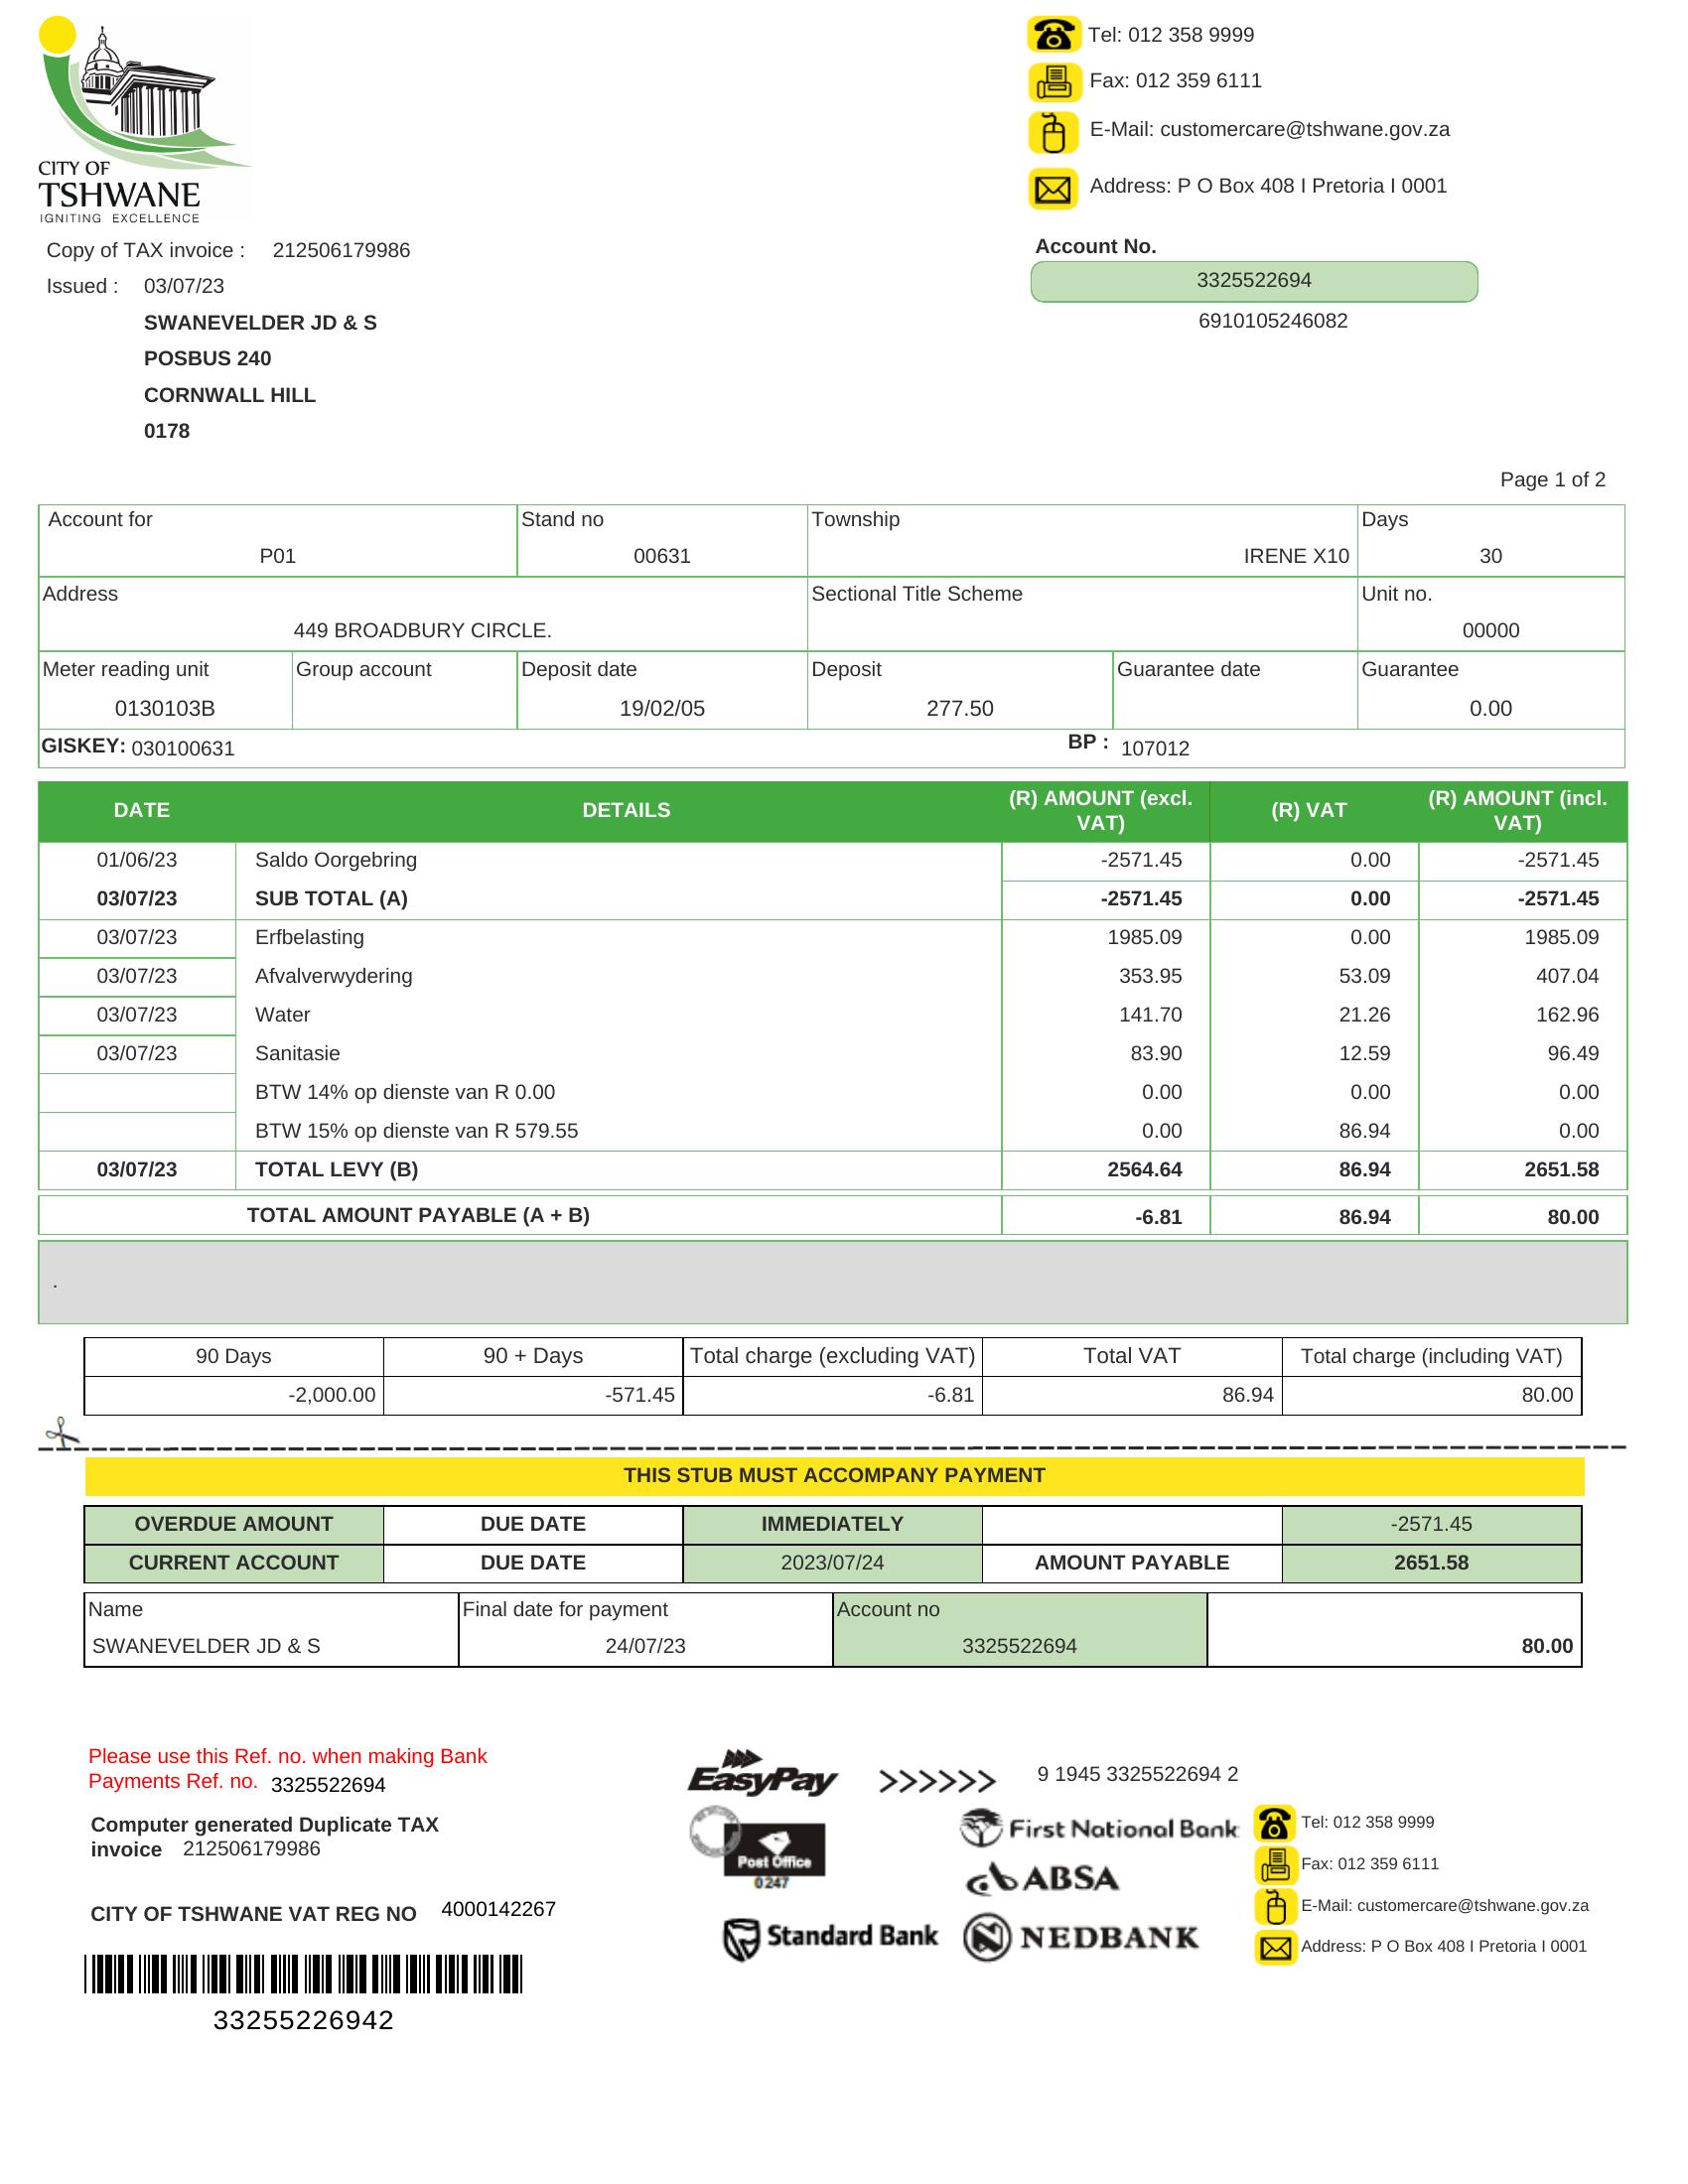 CITY OF
TSHWANE
IGNITING EXCELLENCE
Tel: 012 358 9999
Fax: 012 359 6111
E-Mail: customercare@tshwane.gov.za
Address: P O Box 408 I Pretoria I 0001
Copy of TAX invoice : 212506179986
Issued : 03/07/23
SWANEVELDER JD & S
POSBUS 240
CORNWALL HILL
0178
Account No.
3325522694
6910105246082
Page 1 of 2
Account for Stand no Township Days
P01 00631 IRENE X10 30
Address Sectional Title Scheme Unit no.
449 BROADBURY CIRCLE. 00000
Meter reading unit Group account Deposit date Deposit Guarantee date Guarantee
0130103B 19/02/05 277.50 0.00
GISKEY: 030100631 BP : 107012
DATE DETAILS (R) AMOUNT (excl. VAT) (R) VAT (R) AMOUNT (incl. VAT)
01/06/23 Saldo Oorgebring -2571.45 0.00 -2571.45
03/07/23 SUB TOTAL (A) -2571.45 0.00 -2571.45
03/07/23 Erfbelasting 1985.09 0.00 1985.09
03/07/23 Afvalverwydering 353.95 53.09 407.04
03/07/23 Water 141.70 21.26 162.96
03/07/23 Sanitasie 83.90 12.59 96.49
BTW 14% op dienste van R 0.00 0.00 0.00 0.00
BTW 15% op dienste van R 579.55 0.00 86.94 0.00
03/07/23 TOTAL LEVY (B) 2564.64 86.94 2651.58
TOTAL AMOUNT PAYABLE (A + B) -6.81 86.94 80.00
.
90 Days 90 + Days Total charge (excluding VAT) Total VAT Total charge (including VAT)
-2,000.00 -571.45 -6.81 86.94 80.00
THIS STUB MUST ACCOMPANY PAYMENT
OVERDUE AMOUNT DUE DATE IMMEDIATELY -2571.45
CURRENT ACCOUNT DUE DATE 2023/07/24 AMOUNT PAYABLE 2651.58
Name Final date for payment Account no
SWANEVELDER JD & S 24/07/23 3325522694 80.00
Please use this Ref. no. when making Bank
Payments Ref. no. 3325522694
Computer generated Duplicate TAX
invoice 212506179986
CITY OF TSHWANE VAT REG NO 4000142267
33255226942
EasyPay >>>>>> 9 1945 3325522694 2
Post Office
0247
First National Bank
ABSA
Standard Bank
NEDBANK
Tel: 012 358 9999
Fax: 012 359 6111
E-Mail: customercare@tshwane.gov.za
Address: P O Box 408 I Pretoria I 0001